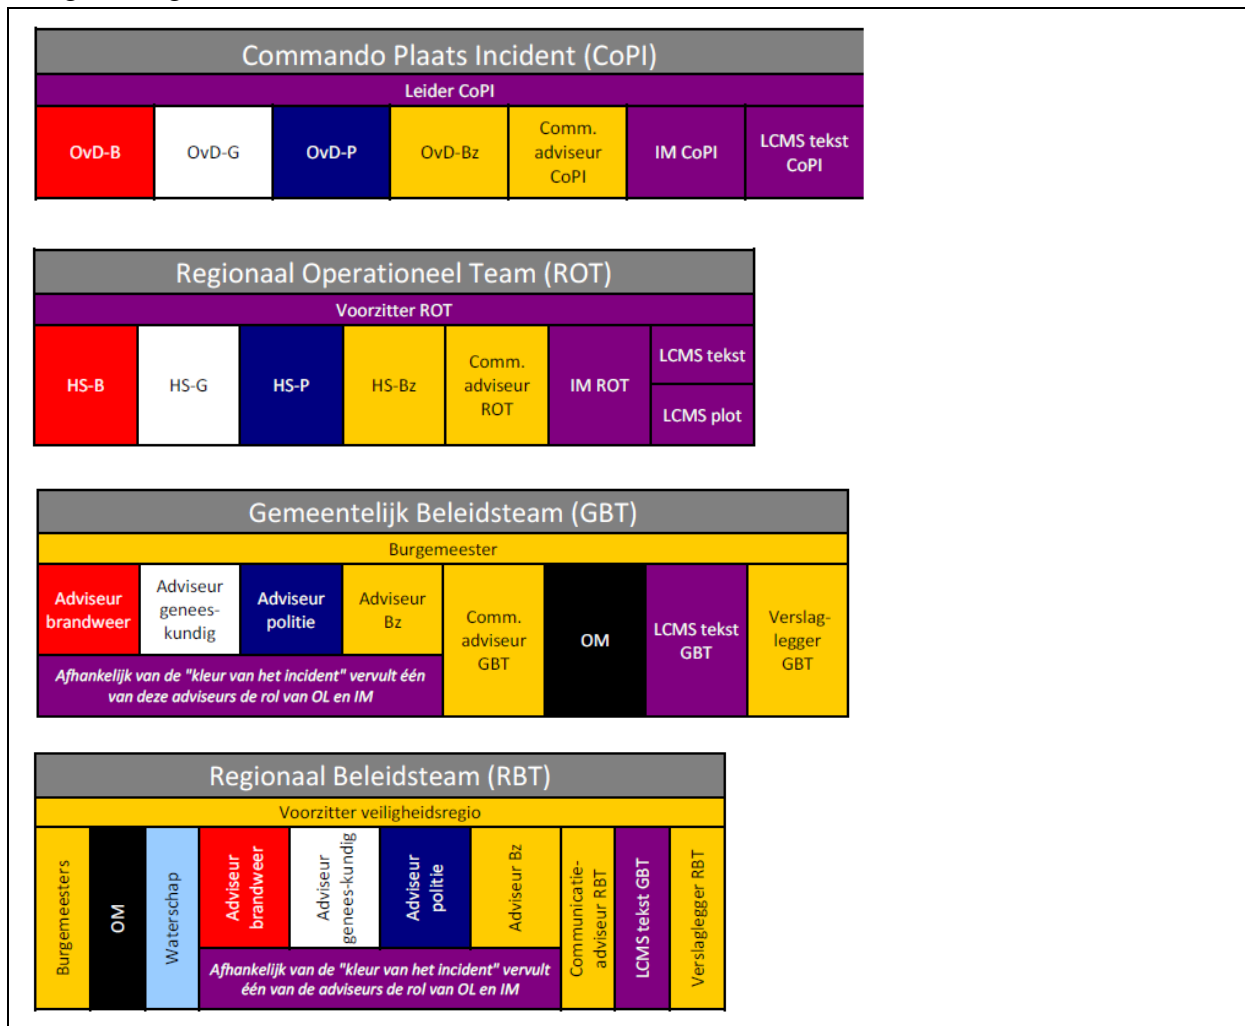 Commando Plaats Incident (CoPI)
Leider CoPI
OvD-B
OvD-G
OvD-P
OvD-Bz
Comm.
adviseur
CoPI
IM CoPI
LCMS tekst
CoPI
Regionaal Operationeel Team (ROT)
Voorzitter ROT
HS-B
HS-G
HS-P
HS-Bz
Comm.
adviseur
ROT
IM ROT
LCMS tekst
LCMS plot
Gemeentelijk Beleidsteam (GBT)
Burgemeester
Adviseur
brandweer
Adviseur
genees-
kundig
Adviseur
politie
Adviseur
Bz
Afhankelijk van de "kleur van het incident" vervult één
van deze adviseurs de rol van OL en IM
Comm.
adviseur
GBT
OM
LCMS tekst
GBT
Verslag-
legger
GBT
Regionaal Beleidsteam (RBT)
Voorzitter veiligheidsregio
Burgemeesters
OM
Waterschap
Adviseur
brandweer
Adviseur
genees-kundig
Adviseur
politie
Adviseur Bz
Afhankelijk van de "kleur van het incident" vervult
één van de adviseurs de rol van OL en IM
Communicatie-
adviseur RBT
LCMS tekst GBT
Verslaglegger RBT